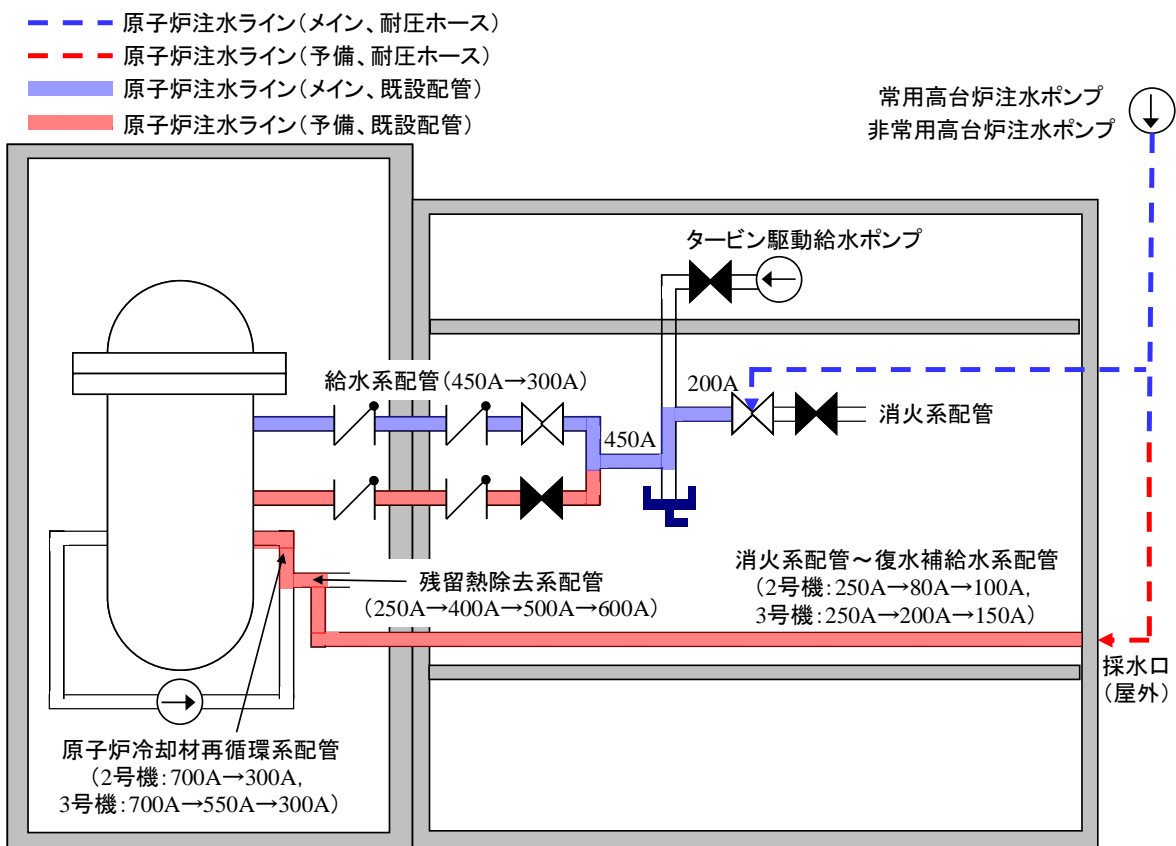 原子炉注水ライン(メイン、耐圧ホース)
原子炉注水ライン(予備、耐圧ホース)
原子炉注水ライン(メイン、既設配管)
原子炉注水ライン(予備、既設配管)
常用高台炉注水ポンプ
非常用高台炉注水ポンプ
タービン駆動給水ポンプ
給水系配管(450A→300A)
200A
消火系配管
450A
残留熱除去系配管
(250A→400A→500A→600A)
消火系配管~復水補給水系配管
(2号機:250A→80A→100A,
3号機:250A→200A→150A)
採水口
(屋外)
原子炉冷却材再循環系配管
(2号機:700A→300A,
3号機:700A→550A→300A)